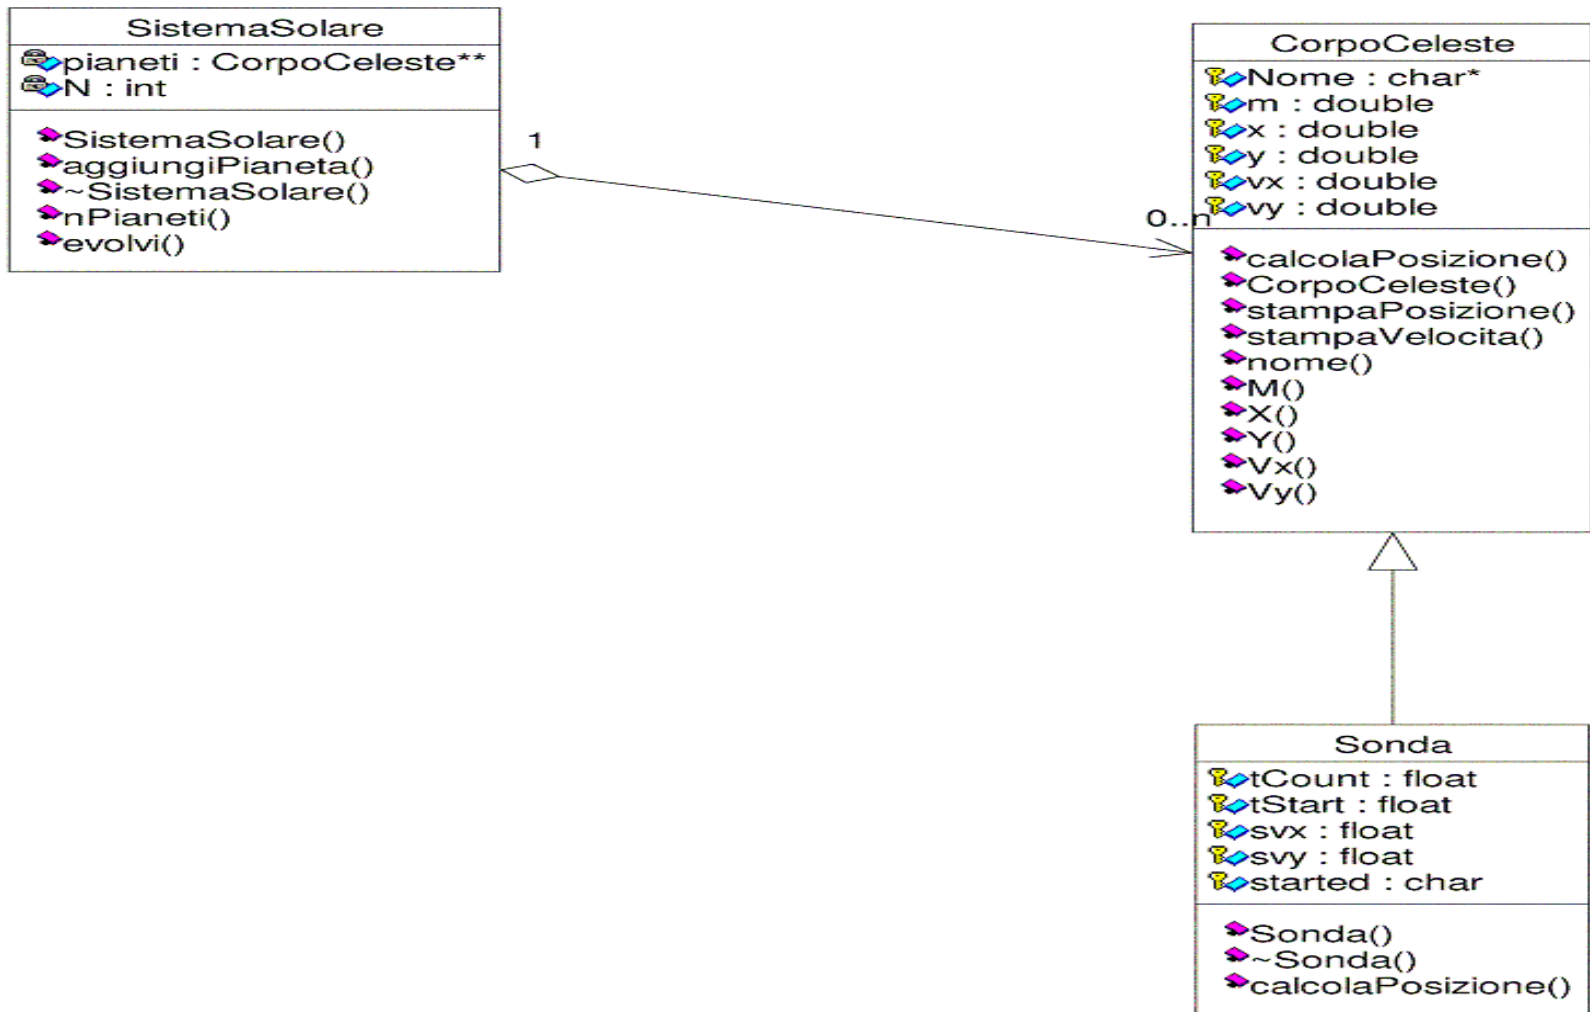 SistemaSolare
pianeti : CorpoCeleste**
N : int
SistemaSolare()
aggiungiPianeta()
~SistemaSolare()
nPianeti()
evolvi()
1
0..n
CorpoCeleste
Nome : char*
m : double
x : double
y : double
vx : double
vy : double
calcolaPosizione()
CorpoCeleste()
stampaPosizione()
stampaVelocita()
nome()
M()
X()
Y()
Vx()
Vy()
Sonda
tCount : float
tStart : float
svx : float
svy : float
started : char
Sonda()
~Sonda()
calcolaPosizione()